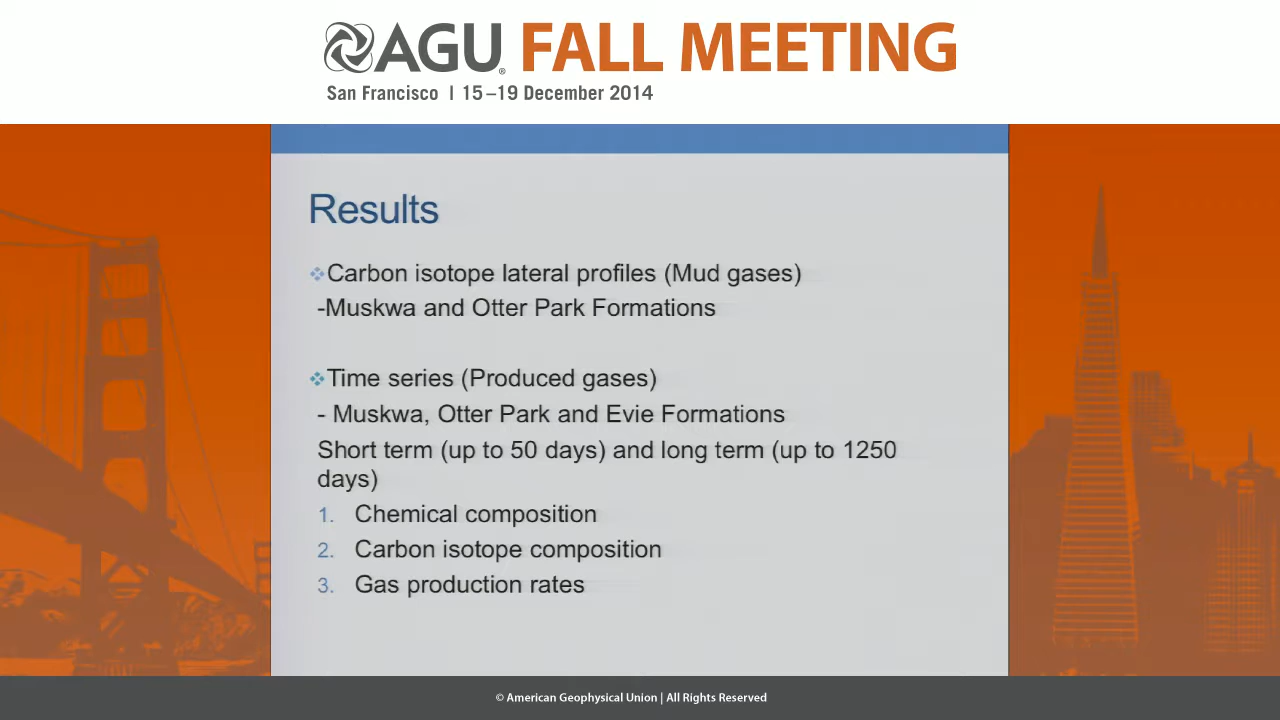 AGU® FALL MEETING
San Francisco | 15–19 December 2014
Results
❖Carbon isotope lateral profiles (Mud gases)
-Muskwa and Otter Park Formations
❖Time series (Produced gases)
- Muskwa, Otter Park and Evie Formations
Short term (up to 50 days) and long term (up to 1250
days)
1. Chemical composition
2. Carbon isotope composition
3. Gas production rates
© American Geophysical Union | All Rights Reserved